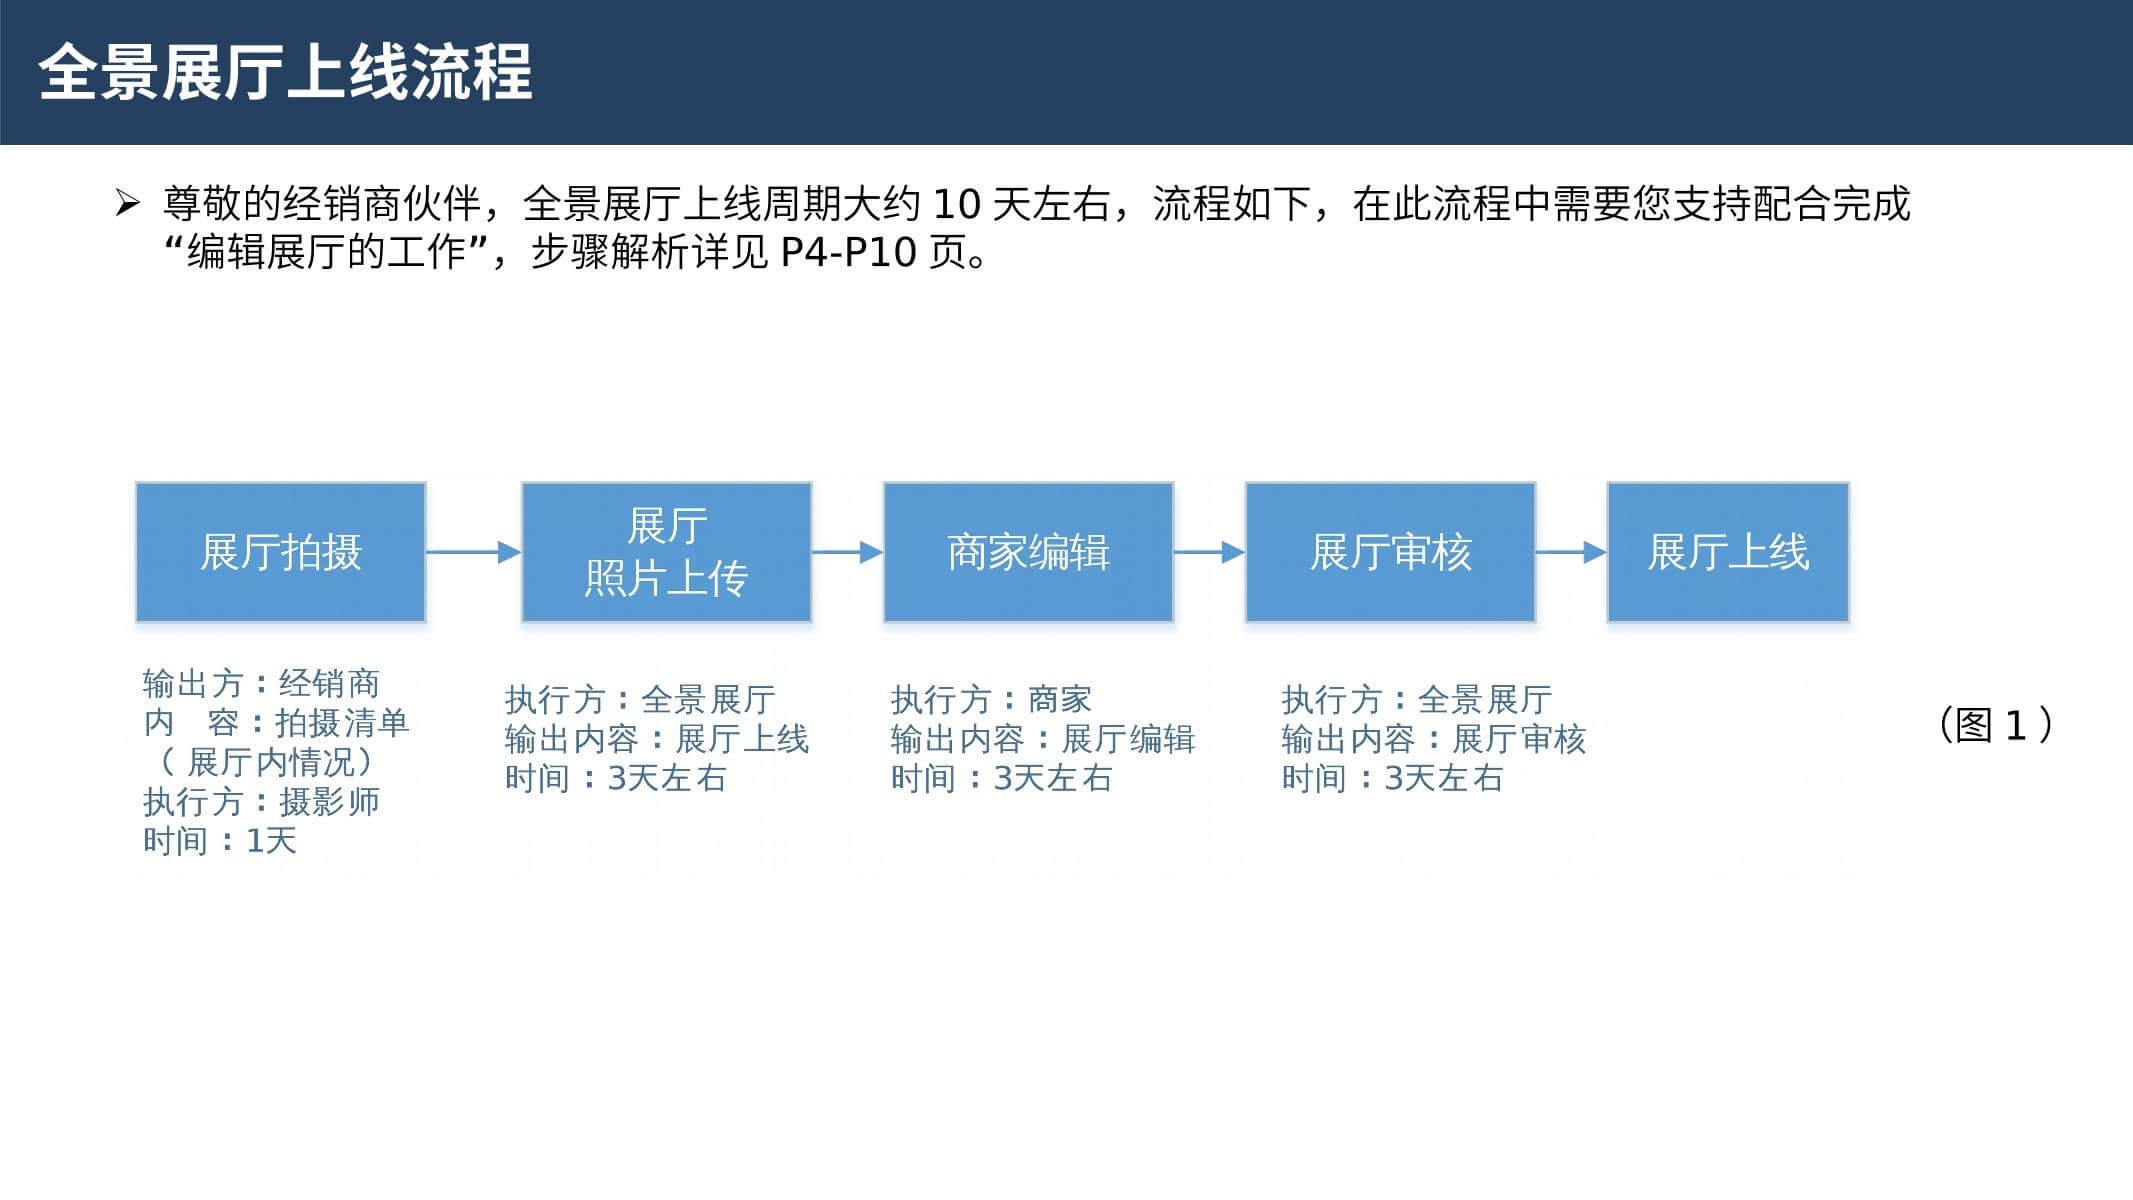 全景展厅上线流程
➢ 尊敬的经销商伙伴，全景展厅上线周期大约 10 天左右，流程如下，在此流程中需要您支持配合完成
“编辑展厅的工作”，步骤解析详见 P4-P10 页。
展厅拍摄
展厅
照片上传
商家编辑
展厅审核
展厅上线
输出方：经销商
内　容：拍摄清单
（ 展厅内情况）
执行方：摄影师
时间：1天
执行方：全景展厅
输出内容：展厅上线
时间：3天左右
执行方：商家
输出内容：展厅编辑
时间：3天左右
执行方：全景展厅
输出内容：展厅审核
时间：3天左右
（图 1 ）